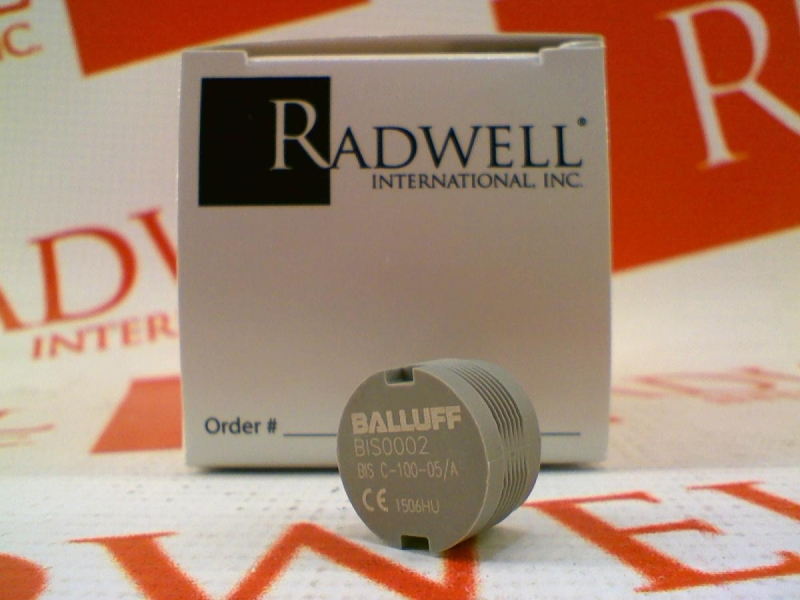 RADWELL®
INTERNATIONAL, INC.
Order #
BALLUFF
BIS0002
BIS C-100-05/A
CE 1506HU